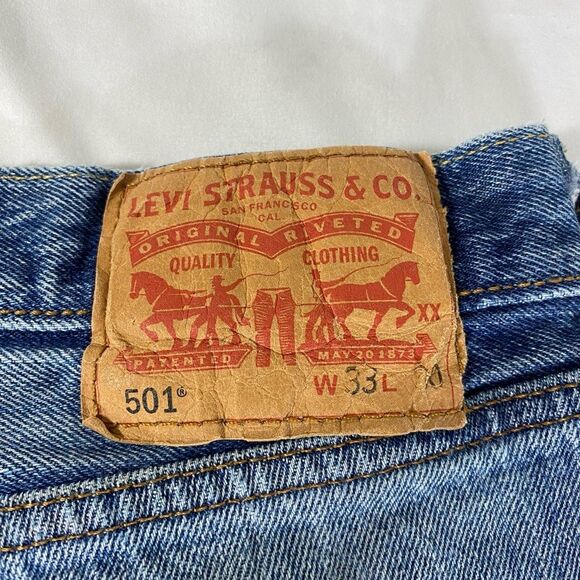 LEVI STRAUSS & CO.
SAN FRANCISCO
CAL.
ORIGINAL RIVETED
QUALITY CLOTHING
XX
PATENTED MAY 20 1873
501® W 33 L